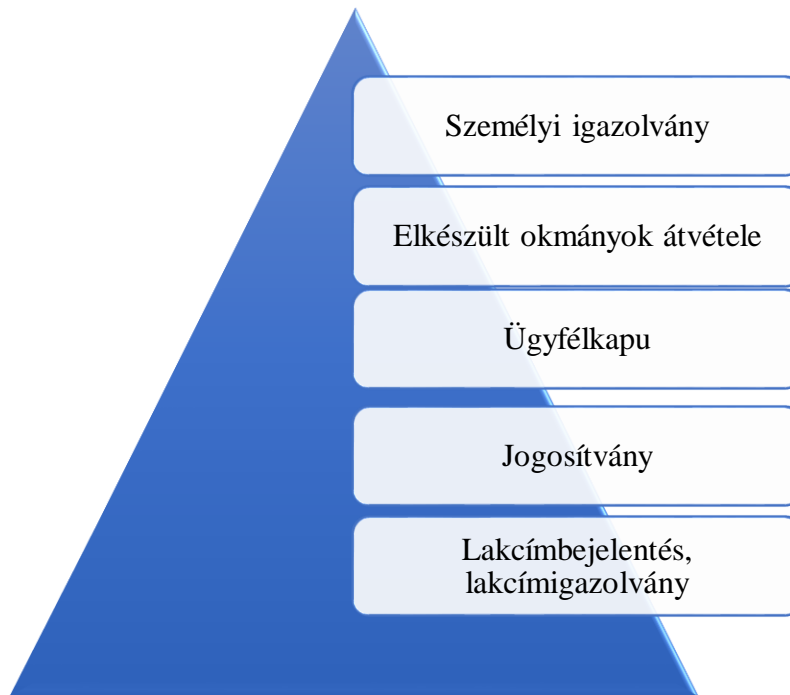 Személyi igazolvány
Elkészült okmányok átvétele
Ügyfélkapu
Jogosítvány
Lakcímbejelentés,
lakcímigazolvány